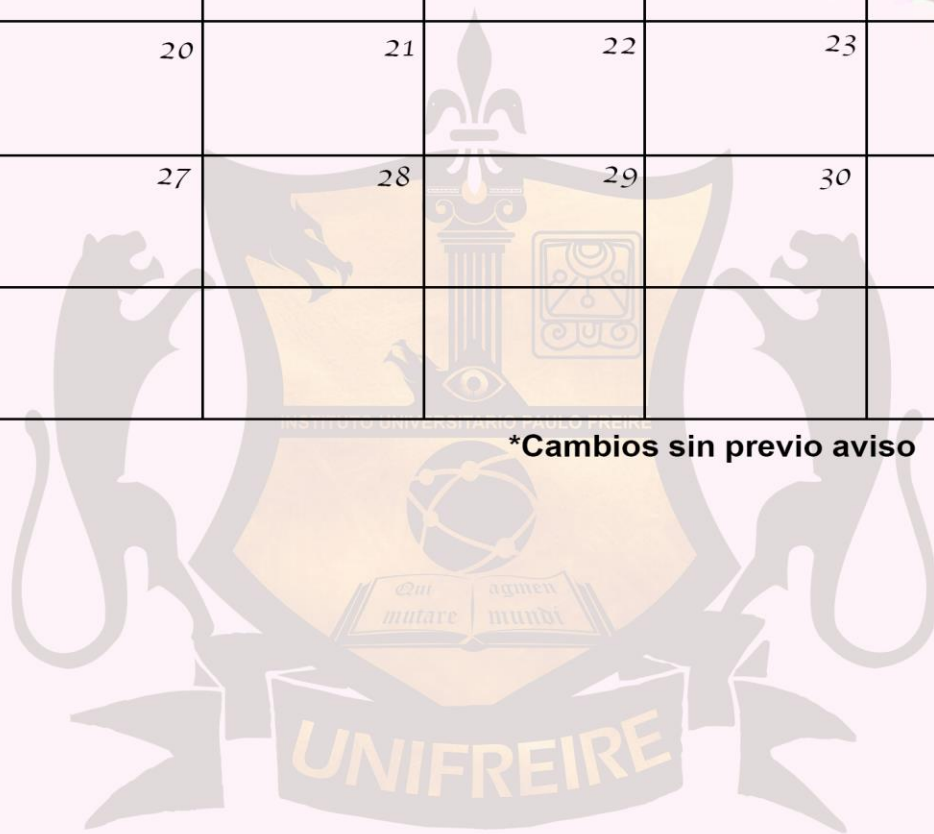 20 21 22 23
27 28 29 30
INSTITUTO UNIVERSITARIO PAULO FREIRE
*Cambios sin previo aviso
Qui agmen
mutare mundi
UNIFREIRE